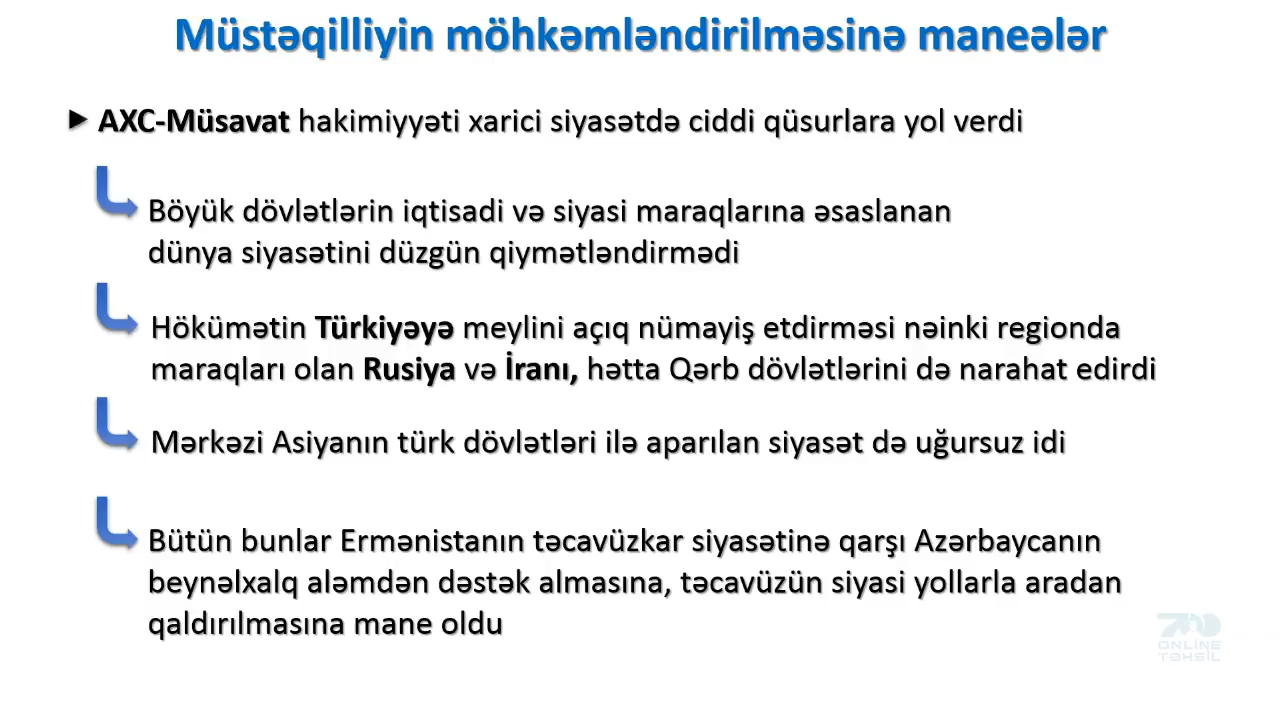 Müstəqilliyin möhkəmləndirilməsinə maneələr
AXC-Müsavat hakimiyyəti xarici siyasətdə ciddi qüsurlara yol verdi
Böyük dövlətlərin iqtisadi və siyasi maraqlarına əsaslanan
dünya siyasətini düzgün qiymətləndirmədi
Hökümətin Türkiyəyə meylini açıq nümayiş etdirməsi nəinki regionda
maraqları olan Rusiya və İranı, hətta Qərb dövlətlərini də narahat edirdi
Mərkəzi Asiyanın türk dövlətləri ilə aparılan siyasət də uğursuz idi
Bütün bunlar Ermənistanın təcavüzkar siyasətinə qarşı Azərbaycanın
beynəlxalq aləmdən dəstək almasına, təcavüzün siyasi yollarla aradan
qaldırılmasına mane oldu
700
ONLINE
TƏHSİL